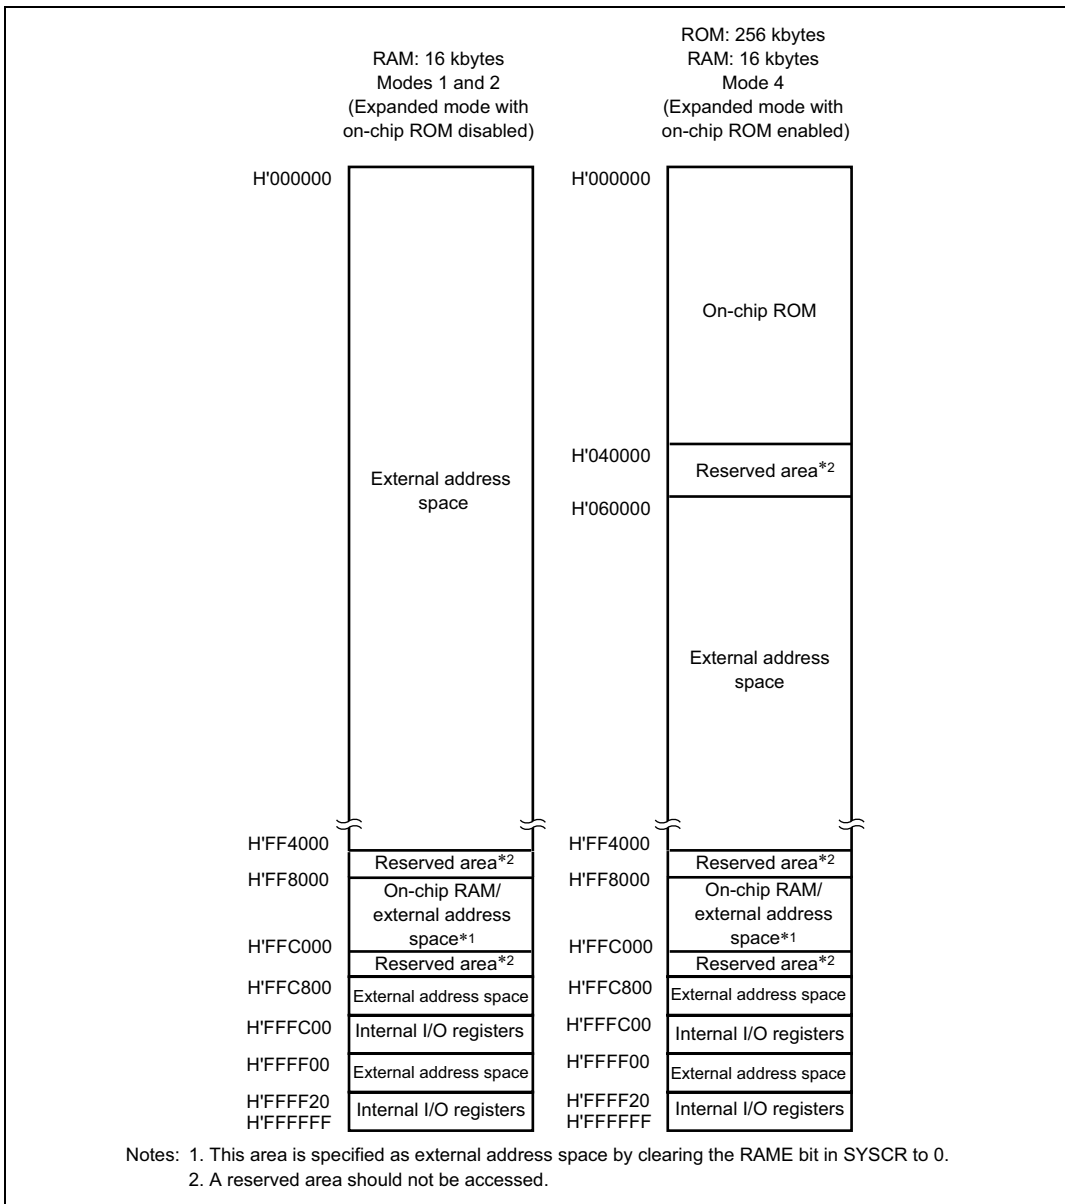 RAM: 16 kbytes
Modes 1 and 2
(Expanded mode with
on-chip ROM disabled)
H'000000
External address
space
H'FF4000
Reserved area*2
H'FF8000
On-chip RAM/
external address
space*1
H'FFC000
Reserved area*2
H'FFC800
External address space
H'FFFC00
Internal I/O registers
H'FFFF00
External address space
H'FFFF20
Internal I/O registers
H'FFFFFF
ROM: 256 kbytes
RAM: 16 kbytes
Mode 4
(Expanded mode with
on-chip ROM enabled)
H'000000
On-chip ROM
H'040000
Reserved area*2
H'060000
External address
space
H'FF4000
Reserved area*2
H'FF8000
On-chip RAM/
external address
space*1
H'FFC000
Reserved area*2
H'FFC800
External address space
H'FFFC00
Internal I/O registers
H'FFFF00
External address space
H'FFFF20
Internal I/O registers
H'FFFFFF
Notes: 1. This area is specified as external address space by clearing the RAME bit in SYSCR to 0.
2. A reserved area should not be accessed.